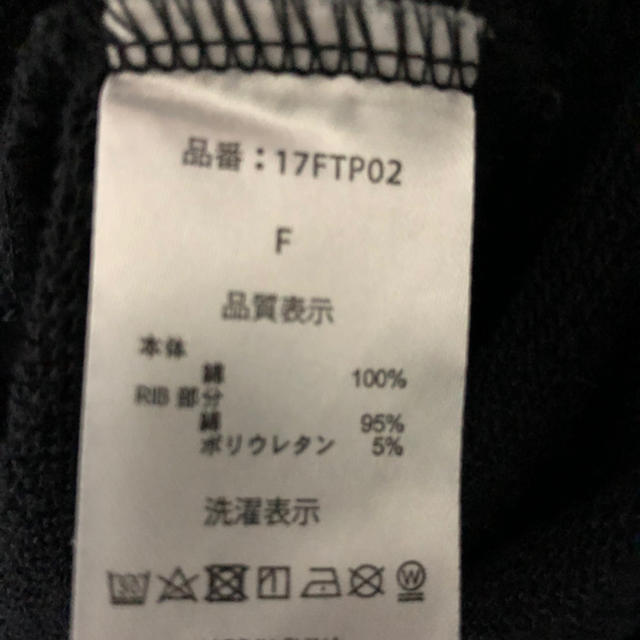 品番：17FTP02
F
品質表示
本体
綿 100%
RIB 部分
綿 95%
ポリウレタン 5%
洗濯表示
W